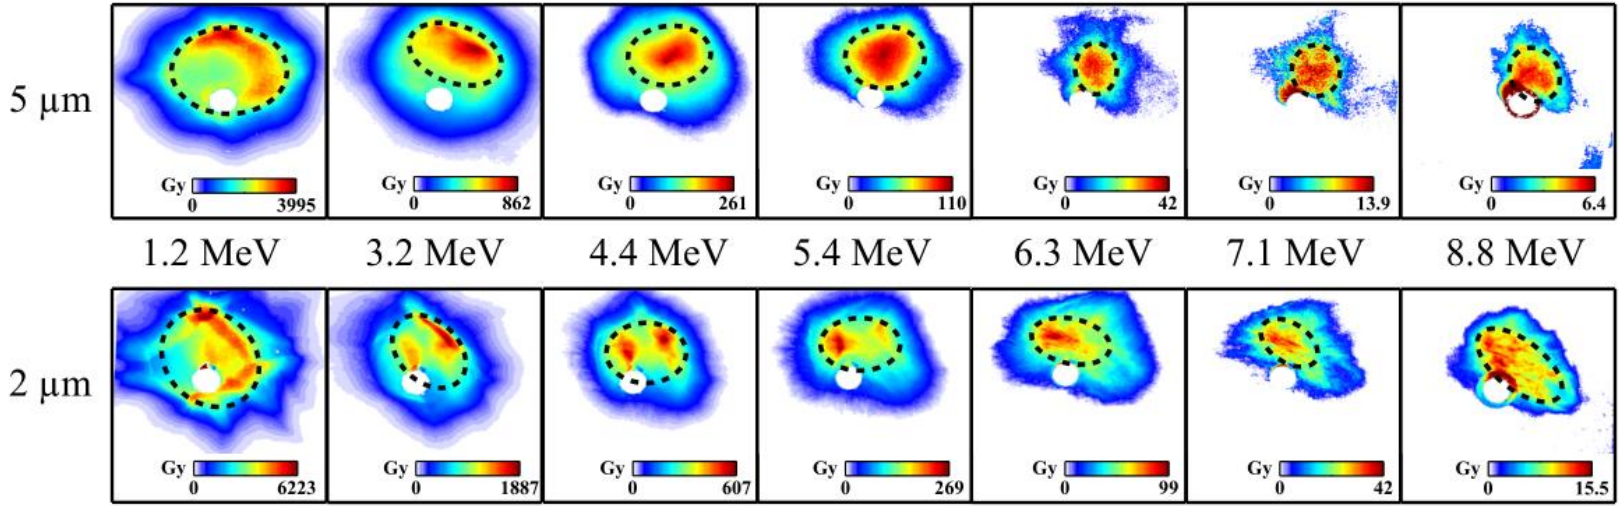 5 µm
Gy 0 3995
Gy 0 862
Gy 0 261
Gy 0 110
Gy 0 42
Gy 0 13.9
Gy 0 6.4
1.2 MeV 3.2 MeV 4.4 MeV 5.4 MeV 6.3 MeV 7.1 MeV 8.8 MeV
2 µm
Gy 0 6223
Gy 0 1887
Gy 0 607
Gy 0 269
Gy 0 99
Gy 0 42
Gy 0 15.5